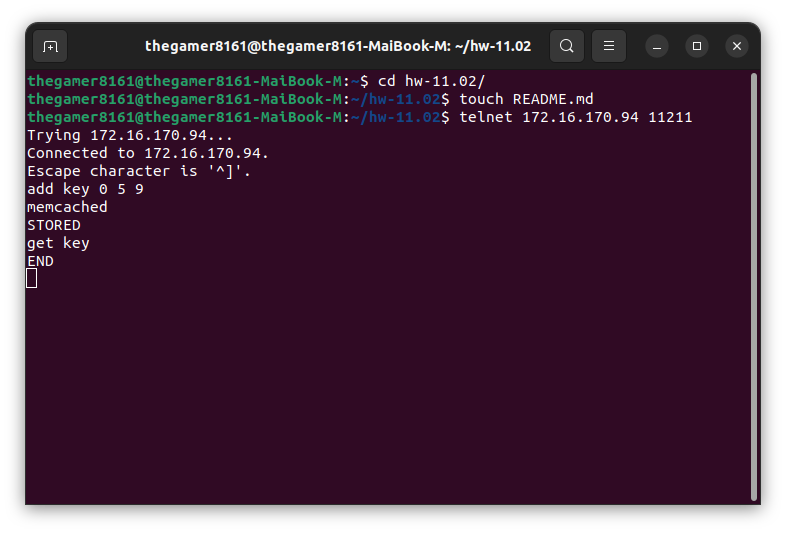 thegamer8161@thegamer8161-MaiBook-M: ~/hw-11.02
thegamer8161@thegamer8161-MaiBook-M:~$ cd hw-11.02/
thegamer8161@thegamer8161-MaiBook-M:~/hw-11.02$ touch README.md
thegamer8161@thegamer8161-MaiBook-M:~/hw-11.02$ telnet 172.16.170.94 11211
Trying 172.16.170.94...
Connected to 172.16.170.94.
Escape character is '^]'.
add key 0 5 9
memcached
STORED
get key
END